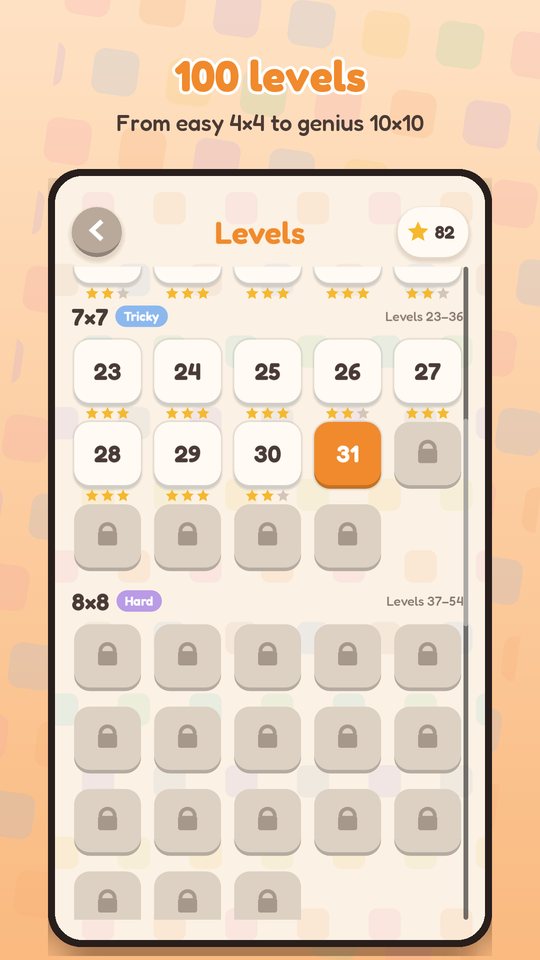 100 levels
From easy 4×4 to genius 10×10
Levels
82
7×7 Tricky Levels 23–36
23 24 25 26 27
28 29 30 31
8×8 Hard Levels 37–54